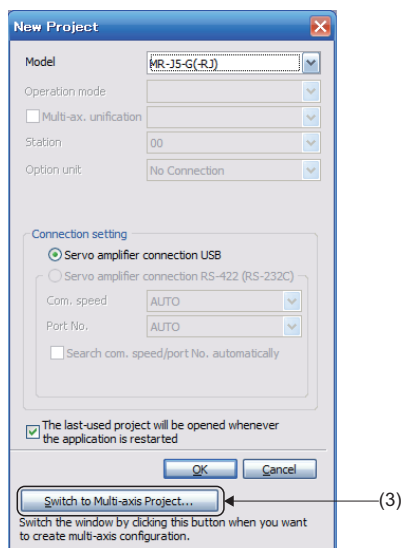 New Project
Model MR-J5-G(-RJ)
Operation mode
Multi-ax. unification
Station 00
Option unit No Connection
Connection setting
Servo amplifier connection USB
Servo amplifier connection RS-422 (RS-232C)
Com. speed AUTO
Port No. AUTO
Search com. speed/port No. automatically
The last-used project will be opened whenever
the application is restarted
OK Cancel
Switch to Multi-axis Project... (3)
Switch the window by clicking this button when you want
to create multi-axis configuration.